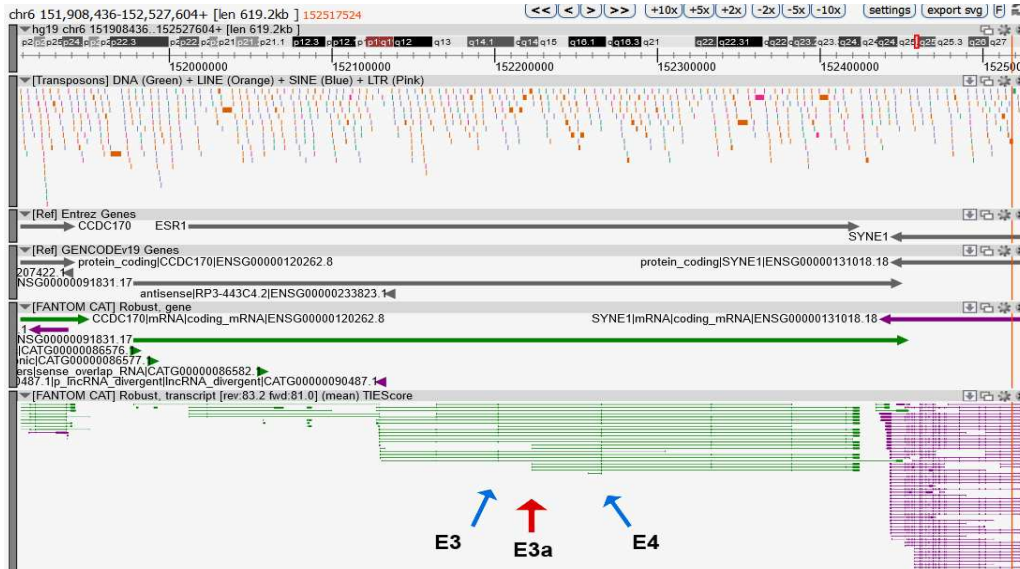 chr6 151,908,436-152,527,604+ [len 619.2kb ] 152517524
<< < > >> +10x +5x +2x -2x -5x -10x settings export svg F
hg19 chr6 151908436..152527604+ [len 619.2kb ]
p22.3 p12.3 q12 q13 q14.1 q15 q16.1 q16.3 q21 q22.31 q24 q25.3 q27
152000000 152100000 152200000 152300000 152400000
[Transposons] DNA (Green) + LINE (Orange) + SINE (Blue) + LTR (Pink)
[Ref] Entrez Genes
CCDC170 ESR1
SYNE1
[Ref] GENCODEv19 Genes
protein_coding|CCDC170|ENSG00000120262.8 protein_coding|SYNE1|ENSG00000131018.18
207422.1
NSG00000091831.17
antisense|RP3-443C4.2|ENSG00000233823.1
[FANTOM CAT] Robust, gene
CCDC170|mRNA|coding_mRNA|ENSG00000120262.8 SYNE1|mRNA|coding_mRNA|ENSG00000131018.18
1
NSG00000091831.17
|CATG00000086576.1
onic|CATG00000086577.1
ers|sense_overlap_RNA|CATG00000086582.1
0487.1|p_lncRNA_divergent|lncRNA_divergent|CATG00000090487.1
[FANTOM CAT] Robust, transcript [rev:83.2 fwd:81.0] (mean) TIEScore
E3
E3a
E4